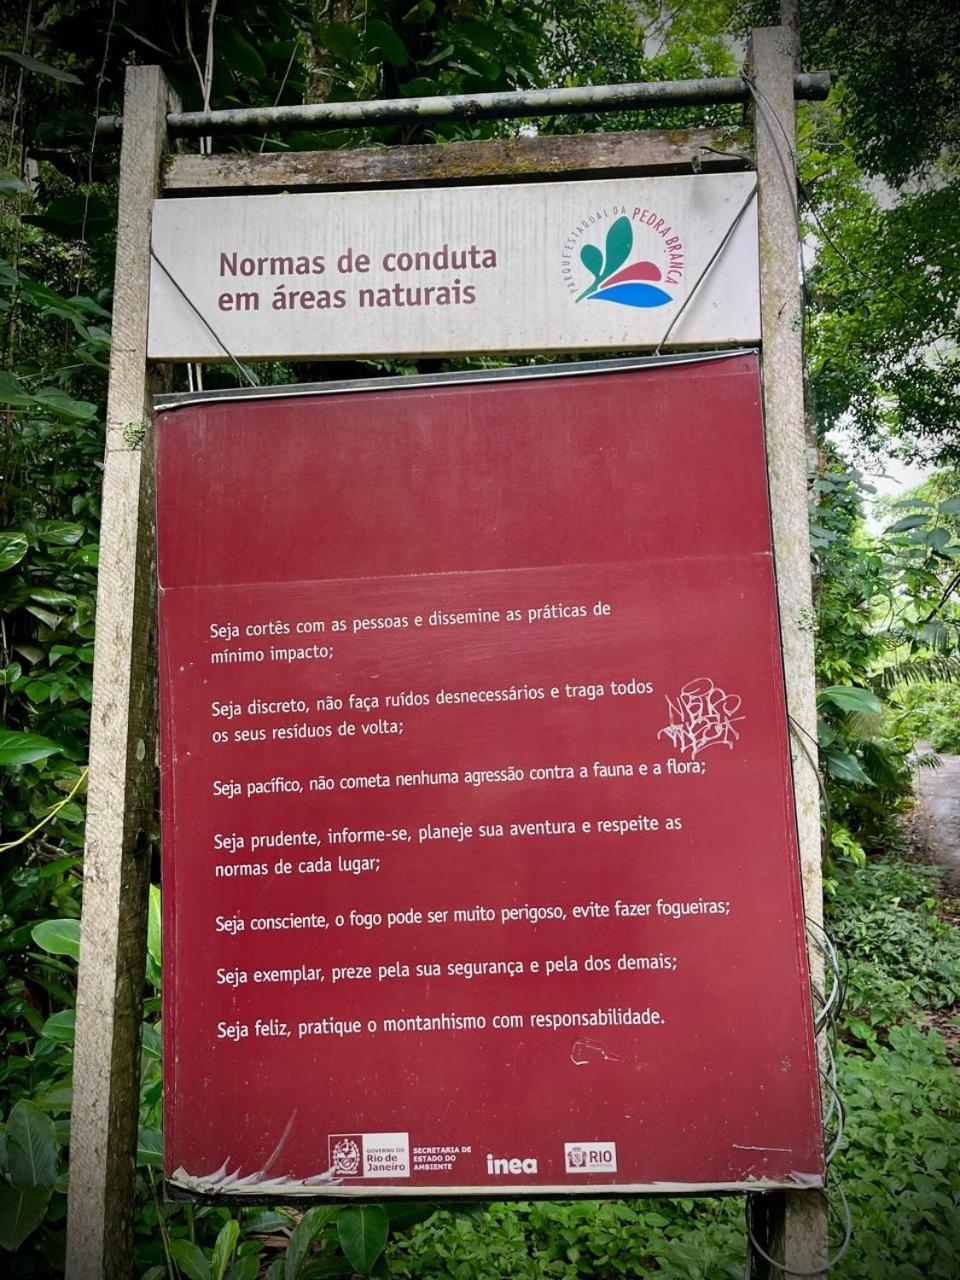 Normas de conduta
em áreas naturais
PARQUE ESTADUAL DA PEDRA BRANCA
Seja cortês com as pessoas e dissemine as práticas de
mínimo impacto;
Seja discreto, não faça ruídos desnecessários e traga todos
os seus resíduos de volta;
Seja pacífico, não cometa nenhuma agressão contra a fauna e a flora;
Seja prudente, informe-se, planeje sua aventura e respeite as
normas de cada lugar;
Seja consciente, o fogo pode ser muito perigoso, evite fazer fogueiras;
Seja exemplar, preze pela sua segurança e pela dos demais;
Seja feliz, pratique o montanhismo com responsabilidade.
GOVERNO DO
Rio de
Janeiro
SECRETARIA DE
ESTADO DO
AMBIENTE
inea
RIO
PREFEITURA